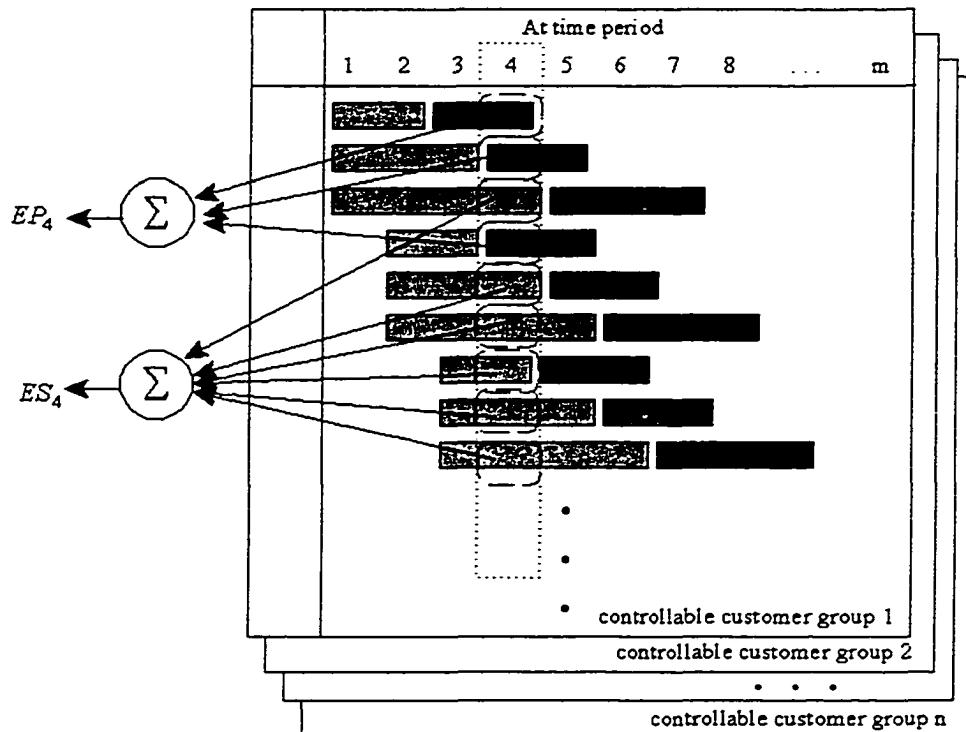 At time period
1 2 3 4 5 6 7 8 ... m
EP₄ Σ
ES₄ Σ
controllable customer group 1
controllable customer group 2
. . .
controllable customer group n